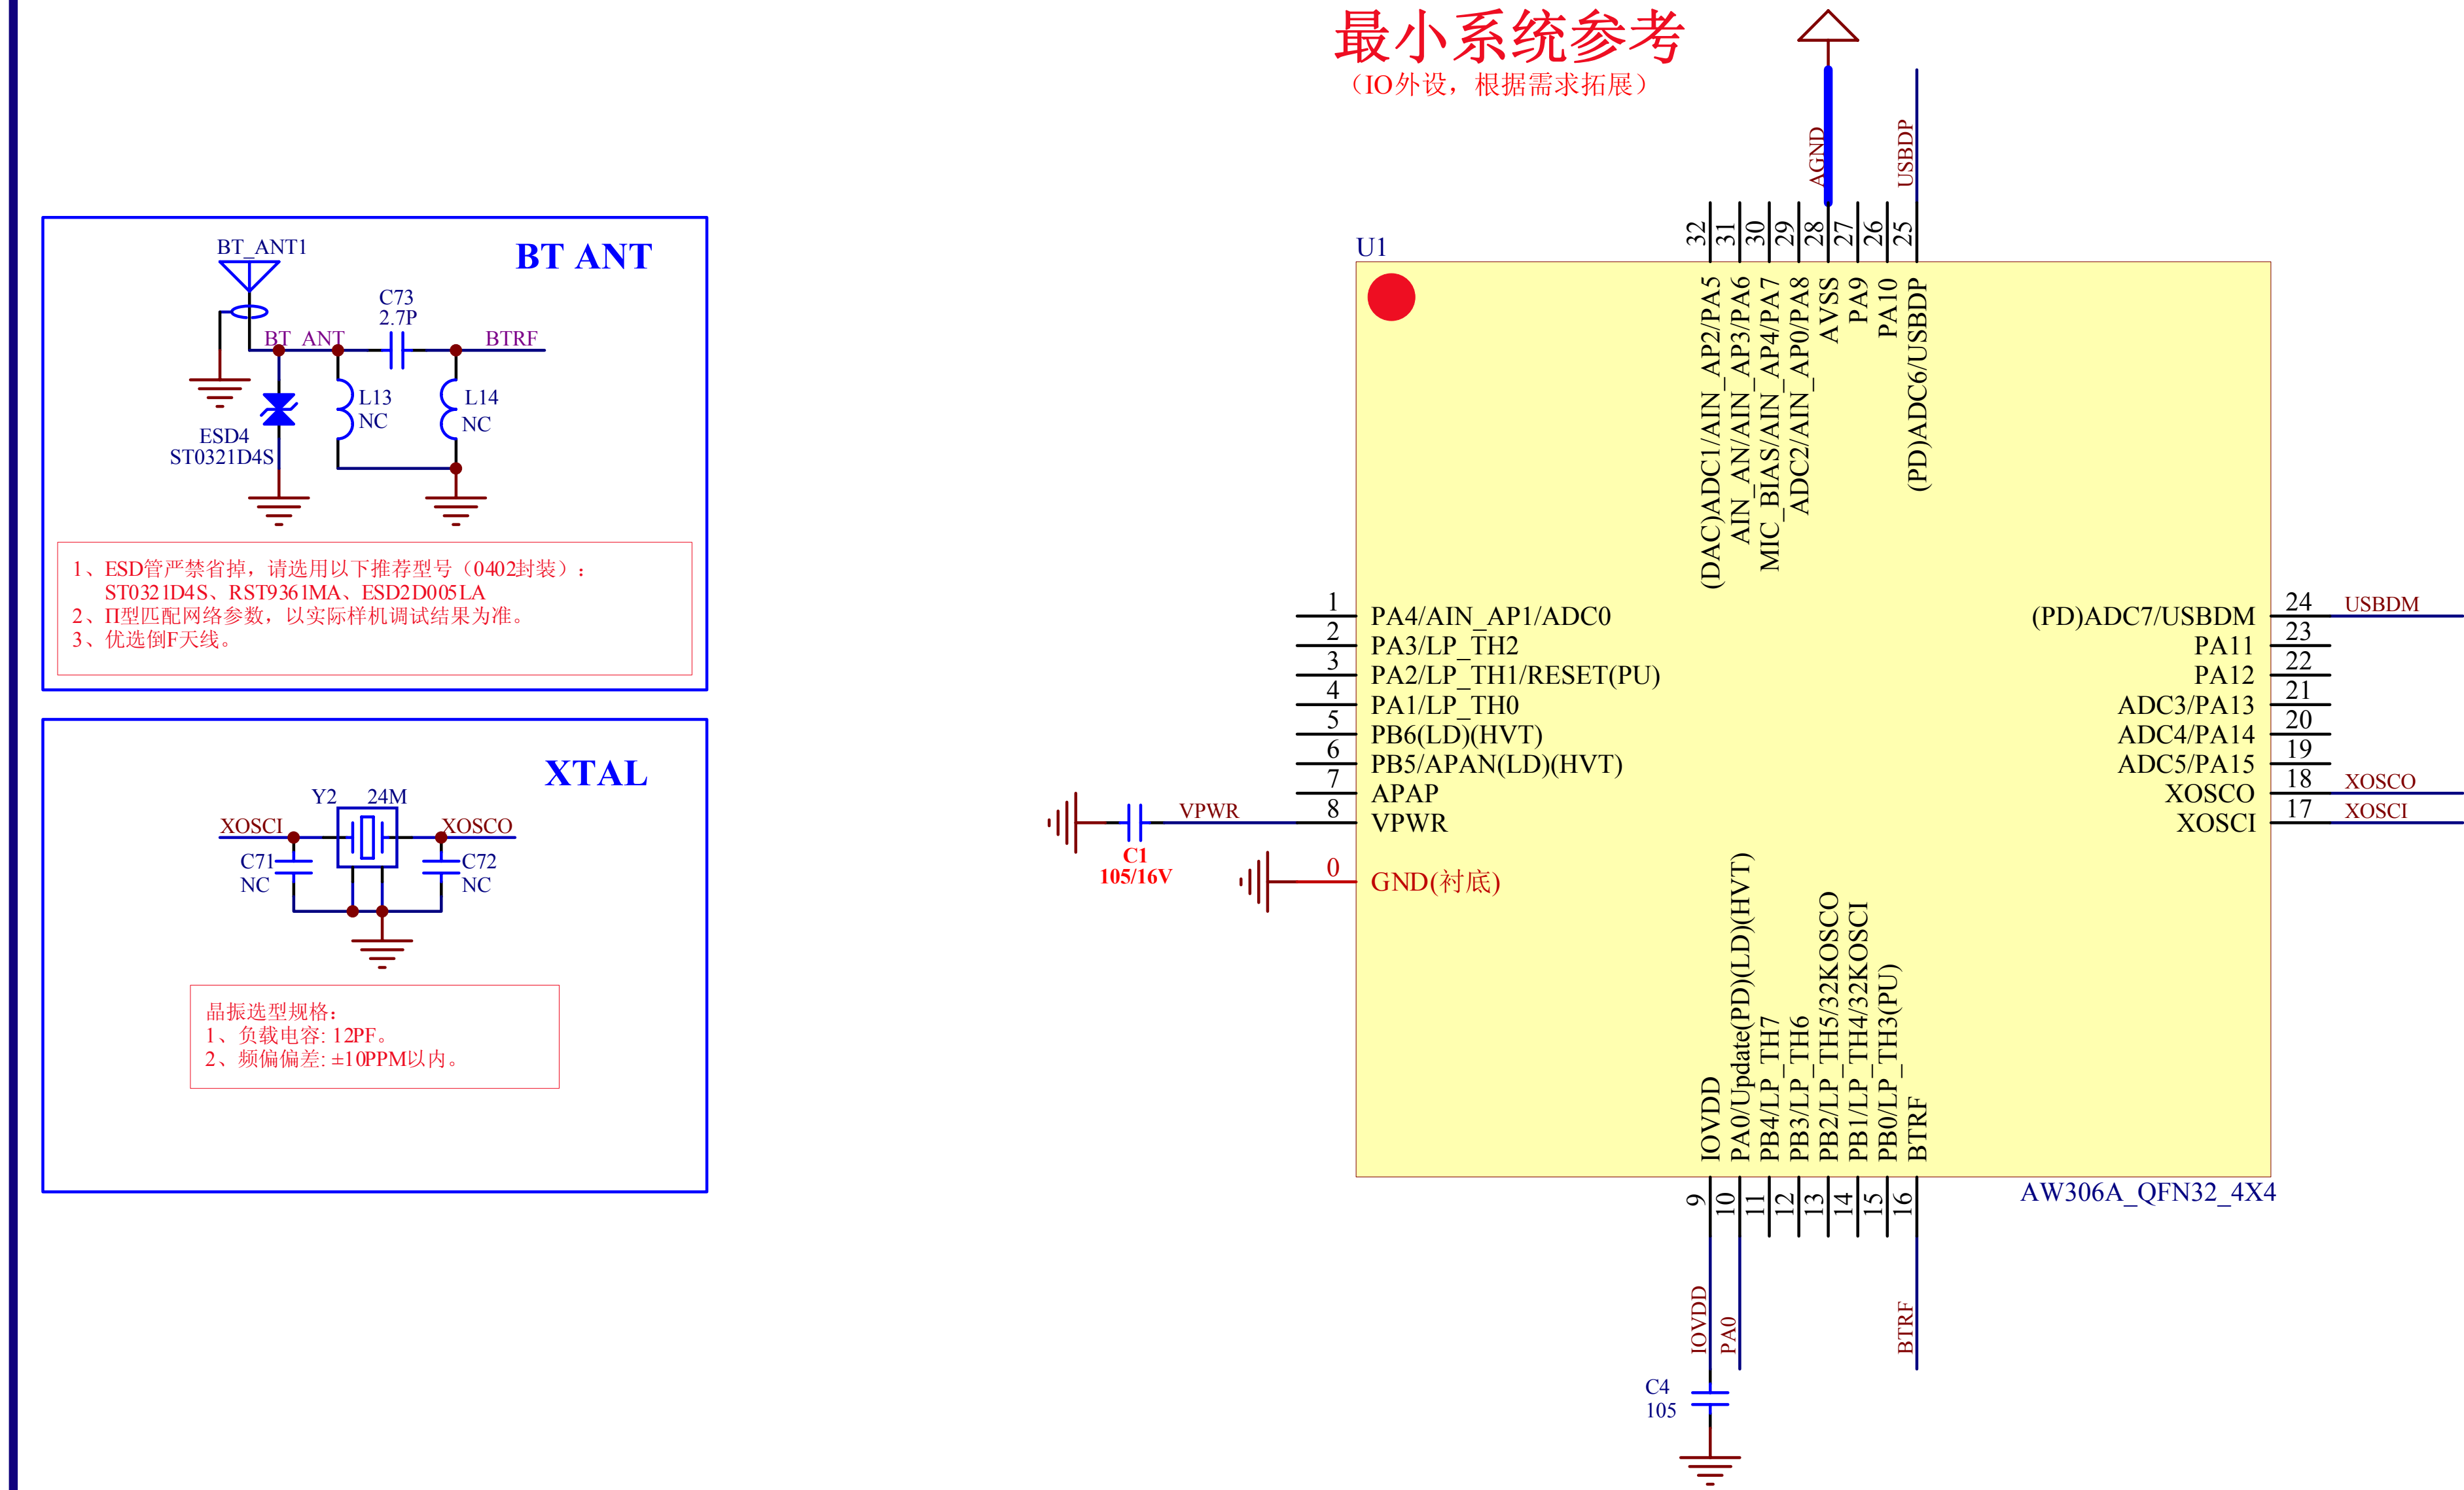 最小系统参考
（IO外设，根据需求拓展）
BT_ANT1
BT ANT
C73
2.7P
BT_ANT
BTRF
L13
NC
L14
NC
ESD4
ST0321D4S
1、ESD管严禁省掉，请选用以下推荐型号（0402封装）：
ST0321D4S、RST9361MA、ESD2D005LA
2、Π型匹配网络参数，以实际样机调试结果为准。
3、优选倒F天线。
XTAL
Y2
24M
XOSCI
XOSCO
C71
NC
C72
NC
晶振选型规格：
1、负载电容: 12PF。
2、频偏偏差: ±10PPM以内。
AGND
USBDP
U1
32
31
30
29
28
27
26
25
(DAC)ADC1/AIN_AP2/PA5
AIN_AN/AIN_AP3/PA6
MIC_BIAS/AIN_AP4/PA7
ADC2/AIN_AP0/PA8
AVSS
PA9
PA10
(PD)ADC6/USBDP
1 PA4/AIN_AP1/ADC0
2 PA3/LP_TH2
3 PA2/LP_TH1/RESET(PU)
4 PA1/LP_TH0
5 PB6(LD)(HVT)
6 PB5/APAN(LD)(HVT)
7 APAP
VPWR 8 VPWR
C1
105/16V
0 GND(衬底)
(PD)ADC7/USBDM 24 USBDM
PA11 23
PA12 22
ADC3/PA13 21
ADC4/PA14 20
ADC5/PA15 19
XOSCO 18 XOSCO
XOSCI 17 XOSCI
IOVDD
PA0/Update(PD)(LD)(HVT)
PB4/LP_TH7
PB3/LP_TH6
PB2/LP_TH5/32KOSCO
PB1/LP_TH4/32KOSCI
PB0/LP_TH3(PU)
BTRF
9
10
11
12
13
14
15
16
AW306A_QFN32_4X4
IOVDD
PA0
BTRF
C4
105